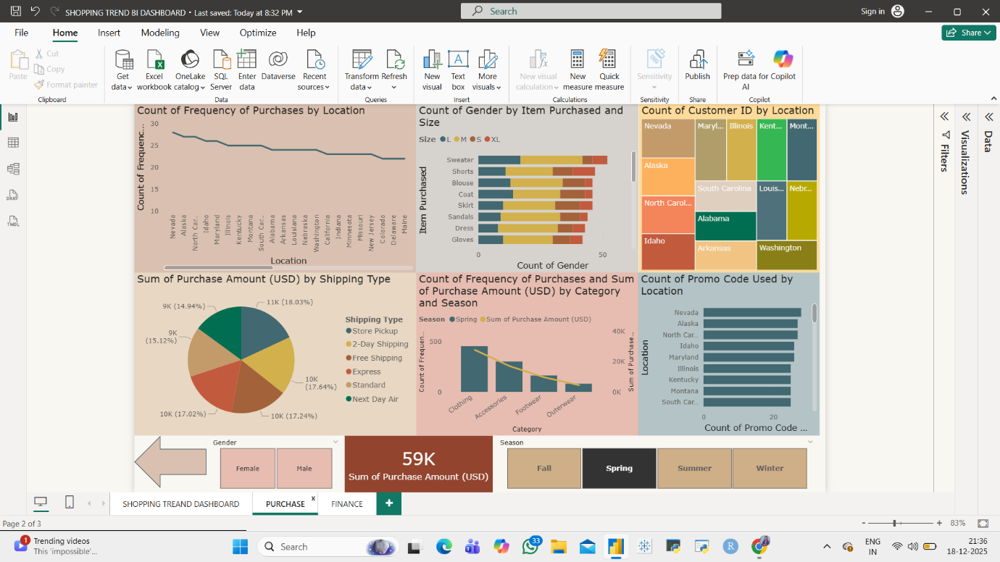 SHOPPING TREND BI DASHBOARD • Last saved: Today at 8:32 PM
Search
Sign in
File
Home
Insert
Modeling
View
Optimize
Help
Share
Paste
Cut
Copy
Format painter
Clipboard
Get data
Excel workbook
OneLake catalog
SQL Server
Enter data
Dataverse
Recent sources
Data
Transform data
Refresh
Queries
New visual
Text box
More visuals
Insert
New visual calculation
New measure
Quick measure
Calculations
Sensitivity
Sensitivity
Publish
Share
Prep data for AI
Copilot
Copilot
Count of Frequency of Purchases by Location
Count of Frequenc...
30
25
20
15
10
Nevada
Alaska
North Car...
Idaho
Maryland
Illinois
Kentucky
Montana
South Car...
Alabama
Arkansas
Louisiana
Nebraska
Washington
California
Indiana
Minnesota
Missouri
New Jersey
Colorado
Delaware
Maine
Location
Count of Gender by Item Purchased and
Size
Size L M S XL
Item Purchased
Sweater
Shorts
Blouse
Coat
Skirt
Sandals
Dress
Gloves
0 50
Count of Gender
Count of Customer ID by Location
Nevada
Alaska
North Carol...
Idaho
Maryl...
Illinois
South Carolina
Alabama
Arkansas
Kent...
Mont...
Louis...
Nebr...
Washington
Filters
Visualizations
Data
Sum of Purchase Amount (USD) by Shipping Type
11K (18.03%)
10K
(17.64%)
10K (17.24%)
10K (17.02%)
9K
(15.12%)
9K (14.94%)
Shipping Type
Store Pickup
2-Day Shipping
Free Shipping
Express
Standard
Next Day Air
Count of Frequency of Purchases and Sum
of Purchase Amount (USD) by Category
and Season
Season Spring Sum of Purchase Amount (USD)
Count of Frequen...
500
0
Clothing
Accessories
Footwear
Outerwear
Category
40K
20K
0K
Sum of Purchase...
Count of Promo Code Used by
Location
Location
Nevada
Alaska
North Car...
Idaho
Maryland
Illinois
Kentucky
Montana
South Car...
0 20
Count of Promo Code ...
Gender
Female
Male
59K
Sum of Purchase Amount (USD)
Season
Fall
Spring
Summer
Winter
SHOPPING TREAND DASHBOARD
PURCHASE
x
FINANCE
+
Page 2 of 3
- + 83%
1
Trending videos
This 'impossible'...
Search
33
R
ENG
IN
21:36
18-12-2025